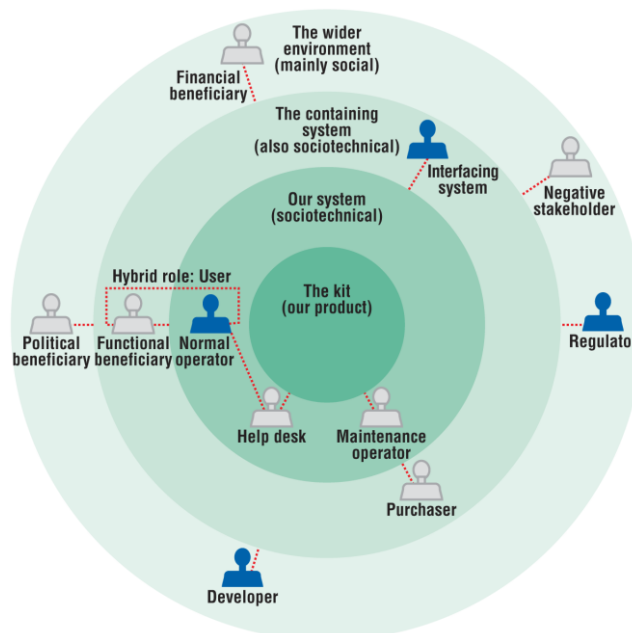 The wider
environment
(mainly social)
Financial
beneficiary
The containing
system
(also sociotechnical)
Interfacing
system
Negative
stakeholder
Our system
(sociotechnical)
Hybrid role: User
The kit
(our product)
Political
beneficiary
Functional
beneficiary
Normal
operator
Regulato
Help desk
Maintenance
operator
Purchaser
Developer